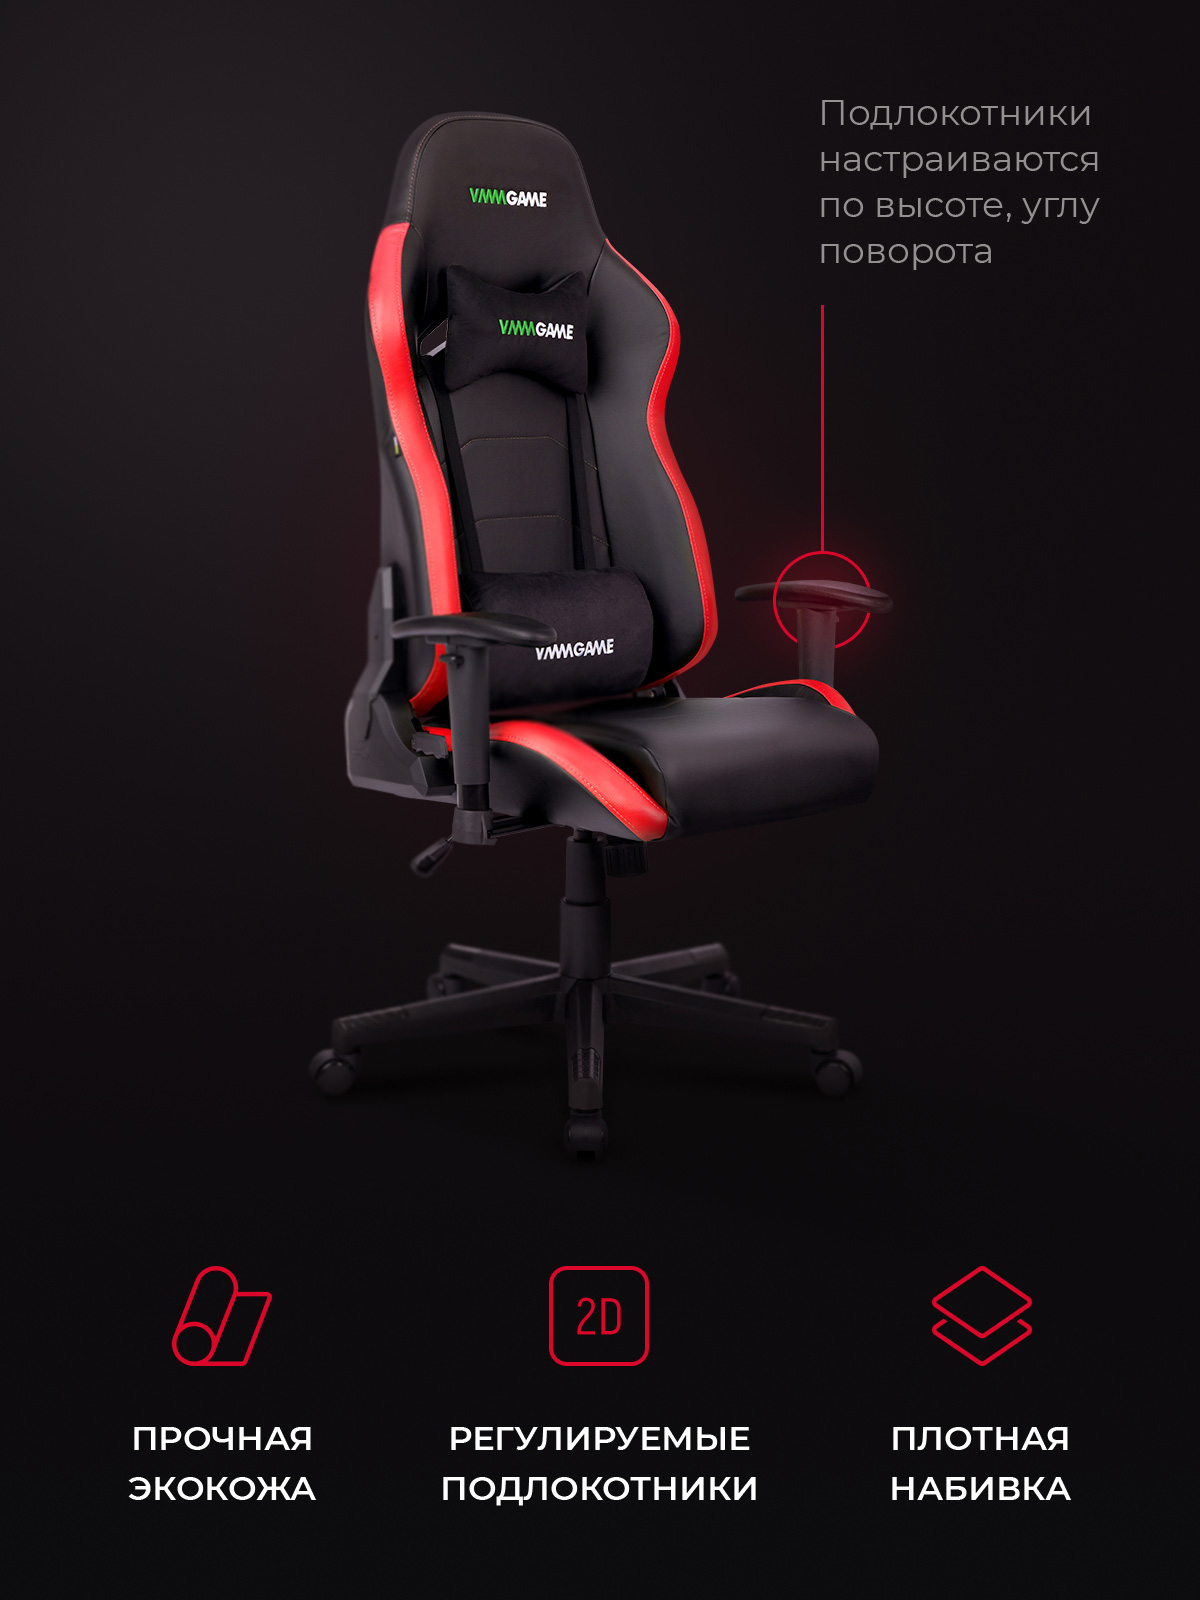 Подлокотники
настраиваются
по высоте, углу
поворота
VMMGAME
VMMGAME
VMMGAME
2D
ПРОЧНАЯ
ЭКОКОЖА
РЕГУЛИРУЕМЫЕ
ПОДЛОКОТНИКИ
ПЛОТНАЯ
НАБИВКА